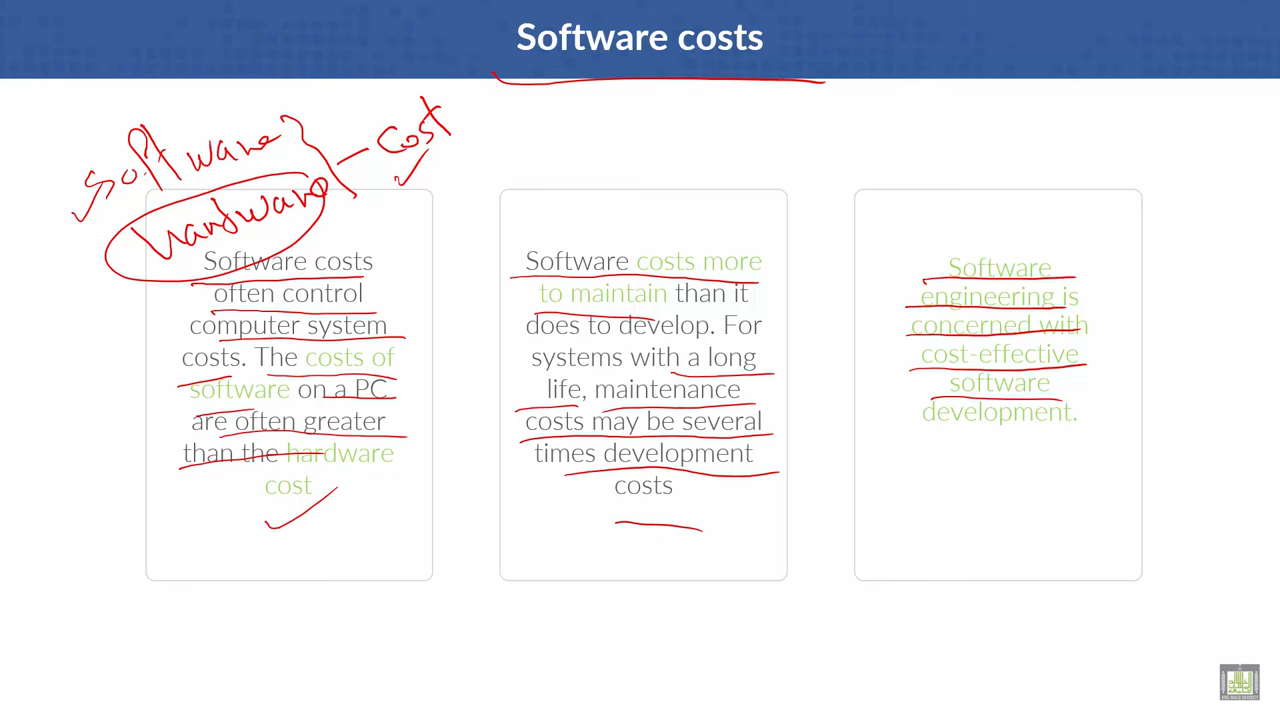 Software costs
Software
hardware
cost
Software costs
often control
computer system
costs. The costs of
software on a PC
are often greater
than the hardware
cost
Software costs more
to maintain than it
does to develop. For
systems with a long
life, maintenance
costs may be several
times development
costs
Software
engineering is
concerned with
cost-effective
software
development.